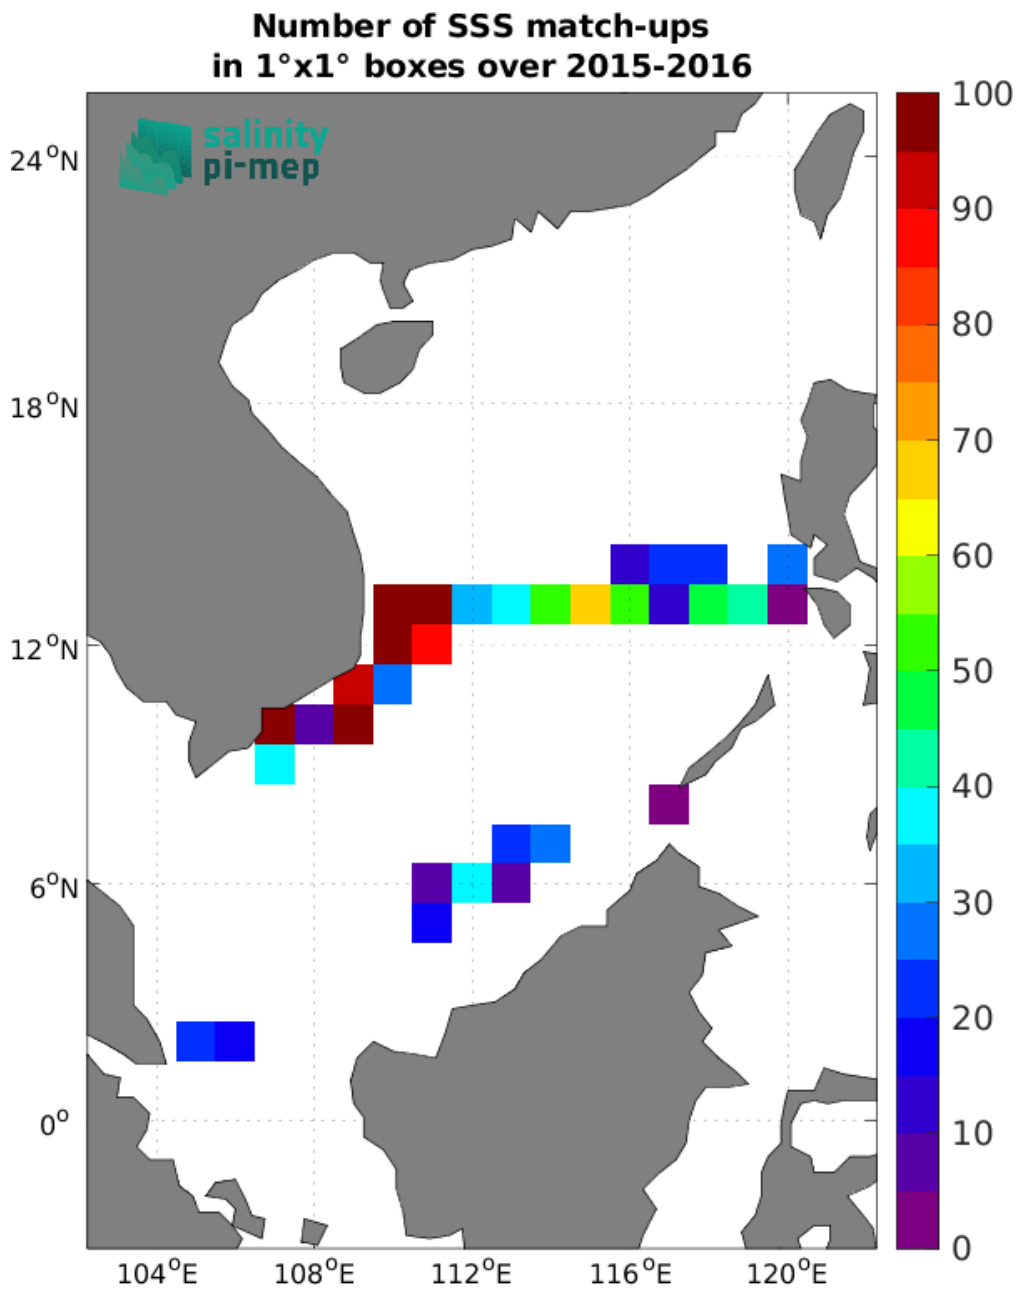 Number of SSS match-ups
in 1°x1° boxes over 2015-2016
salinity
pi-mep
24°N
18°N
12°N
6°N
0°
104°E
108°E
112°E
116°E
120°E
100
90
80
70
60
50
40
30
20
10
0